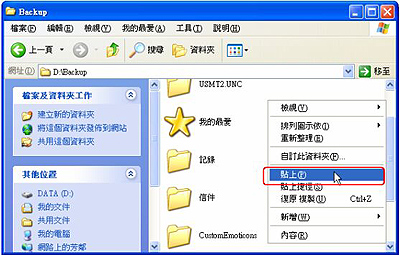 Backup
檔案(F) 編輯(E) 檢視(V) 我的最愛(A) 工具(T) 說明(H)
上一頁 搜尋 資料夾
網址(D) D:\Backup 移至
檔案及資料夾工作
建立新的資料夾
將這個資料夾發佈到網站
共用這個資料夾
其他位置
DATA (D:)
我的文件
共用文件
我的電腦
網路上的芳鄰
USMT2.UNC
我的最愛
記錄
信件
CustomEmoticons
檢視(V)
排列圖示依(I)
重新整理(E)
自訂此資料夾(F)...
貼上(P)
貼上捷徑(S)
復原 複製(U) Ctrl+Z
新增(W)
內容(R)